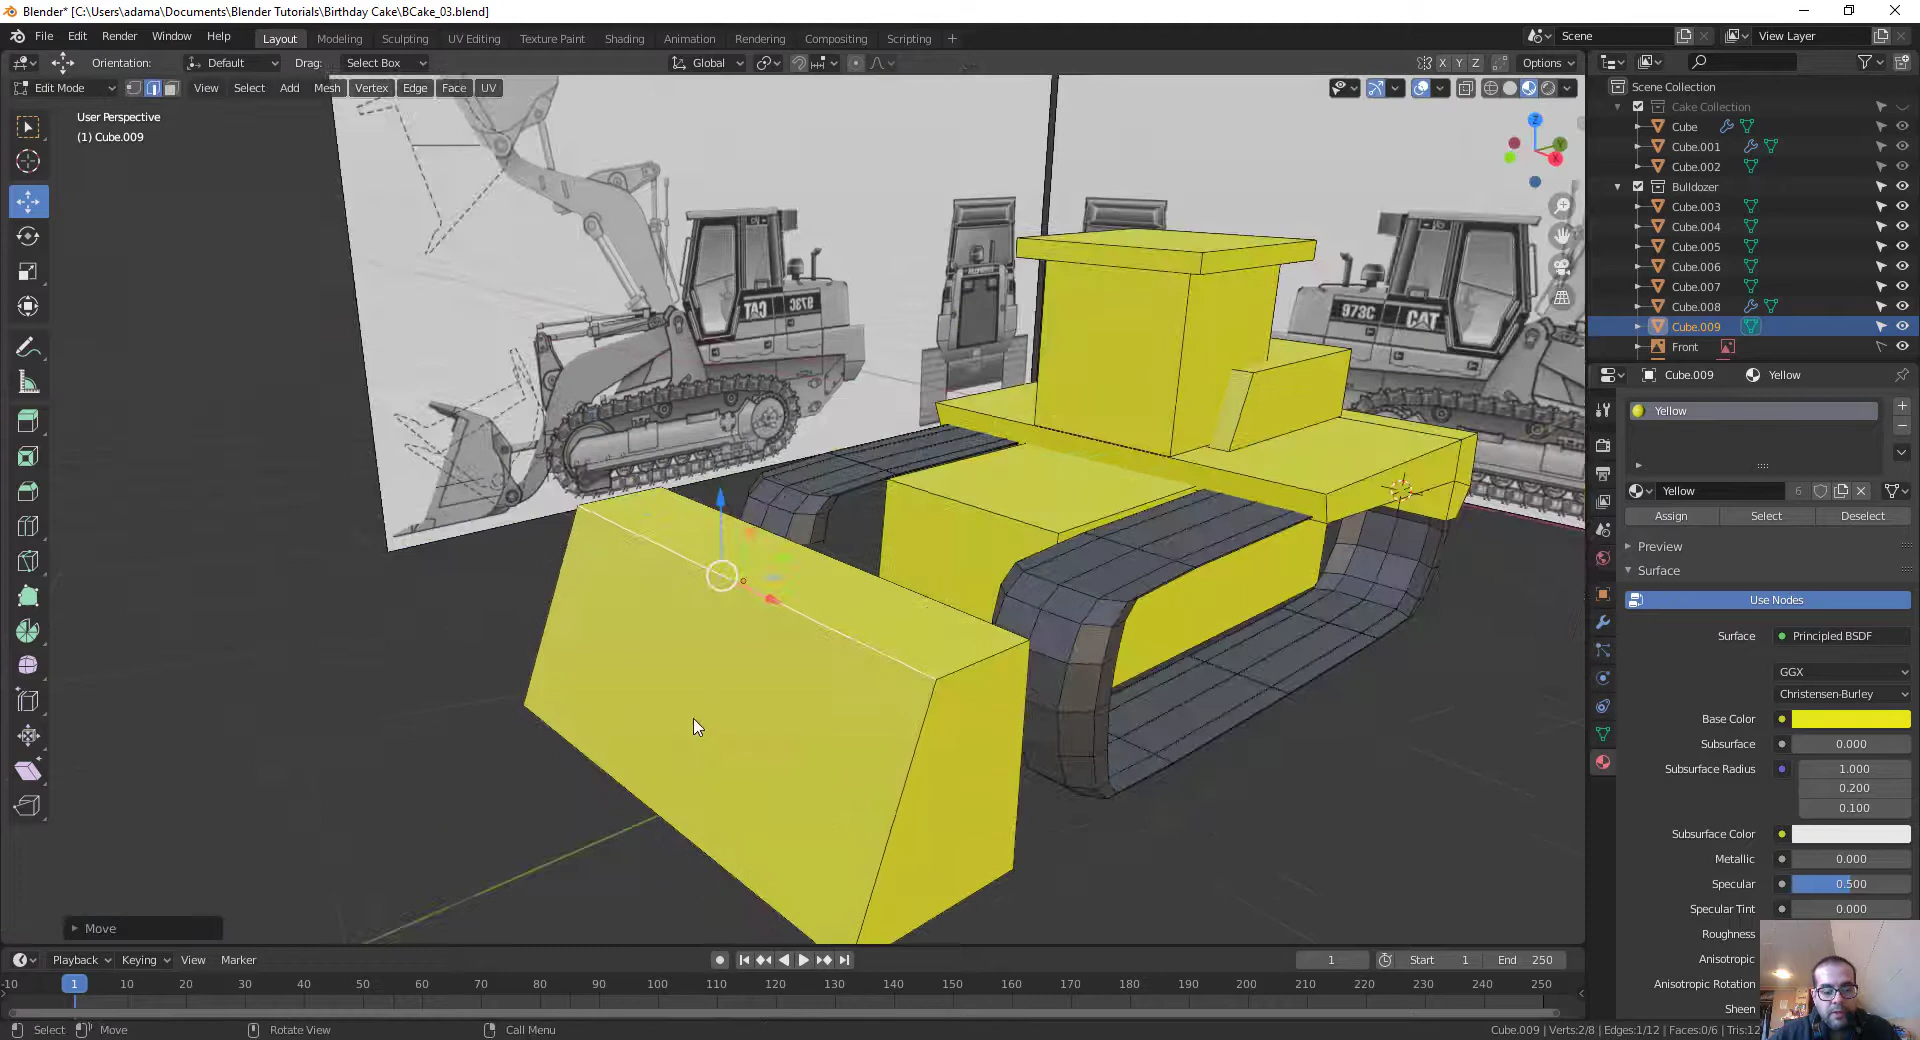 Blender* [C:\Users\adama\Documents\Blender Tutorials\Birthday Cake\BCake_03.blend]
File Edit Render Window Help Layout Modeling Sculpting UV Editing Texture Paint Shading Animation Rendering Compositing Scripting + Scene View Layer
Orientation: Default Drag: Select Box Global X Y Z Options
Edit Mode View Select Add Mesh Vertex Edge Face UV
User Perspective
(1) Cube.009
Z
Y
X
CAT 973C
973C CAT
Move
Scene Collection
Cake Collection
Cube
Cube.001
Cube.002
Bulldozer
Cube.003
Cube.004
Cube.005
Cube.006
Cube.007
Cube.008
Cube.009
Front
Cube.009 Yellow
Yellow
Yellow 6
Assign Select Deselect
Preview
Surface
Use Nodes
Surface Principled BSDF
GGX
Christensen-Burley
Base Color
Subsurface 0.000
Subsurface Radius 1.000
0.200
0.100
Subsurface Color
Metallic 0.000
Specular 0.500
Specular Tint 0.000
Roughness
Anisotropic
Anisotropic Rotation
Sheen
Playback Keying View Marker 1 Start 1 End 250
-10 1 10 20 30 40 50 60 70 80 90 100 110 120 130 140 150 160 170 180 190 200 210 220 230 240 250
Select Move Rotate View Call Menu Cube.009 | Verts:2/8 | Edges:1/12 | Faces:0/6 | Tris:12